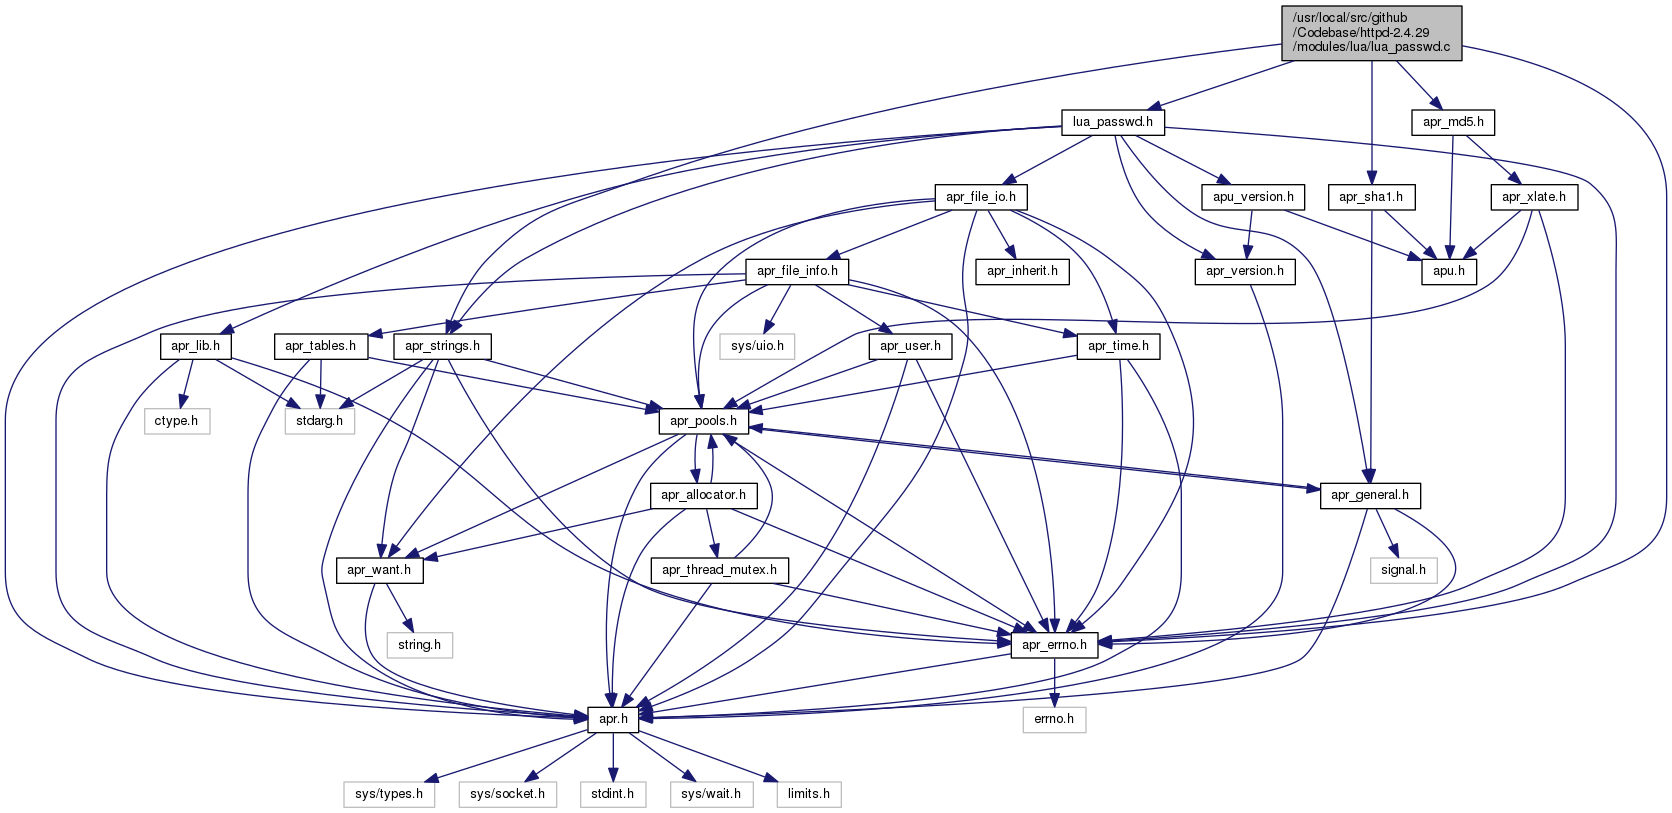 /usr/local/src/github
/Codebase/httpd-2.4.29
/modules/lua/lua_passwd.c
lua_passwd.h
apr_md5.h
apr_file_io.h
apu_version.h
apr_sha1.h
apr_xlate.h
apr_file_info.h
apr_inherit.h
apr_version.h
apu.h
apr_lib.h
apr_tables.h
apr_strings.h
sys/uio.h
apr_user.h
apr_time.h
ctype.h
stdarg.h
apr_pools.h
apr_allocator.h
apr_general.h
apr_want.h
apr_thread_mutex.h
signal.h
string.h
apr_errno.h
apr.h
errno.h
sys/types.h
sys/socket.h
stdint.h
sys/wait.h
limits.h